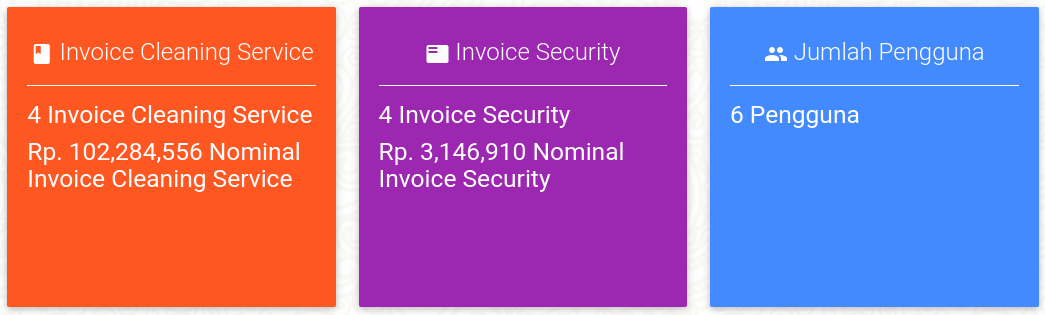 Invoice Cleaning Service
4 Invoice Cleaning Service
Rp. 102,284,556 Nominal
Invoice Cleaning Service
Invoice Security
4 Invoice Security
Rp. 3,146,910 Nominal
Invoice Security
Jumlah Pengguna
6 Pengguna